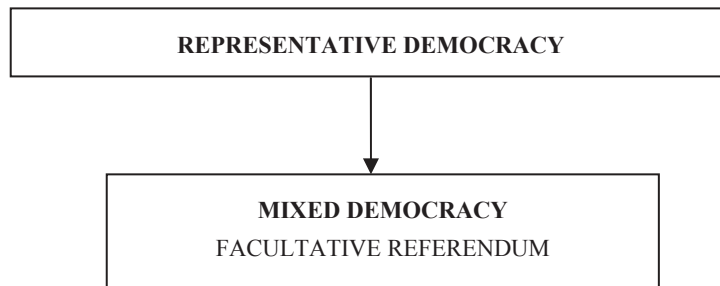 REPRESENTATIVE DEMOCRACY
MIXED DEMOCRACY
FACULTATIVE REFERENDUM